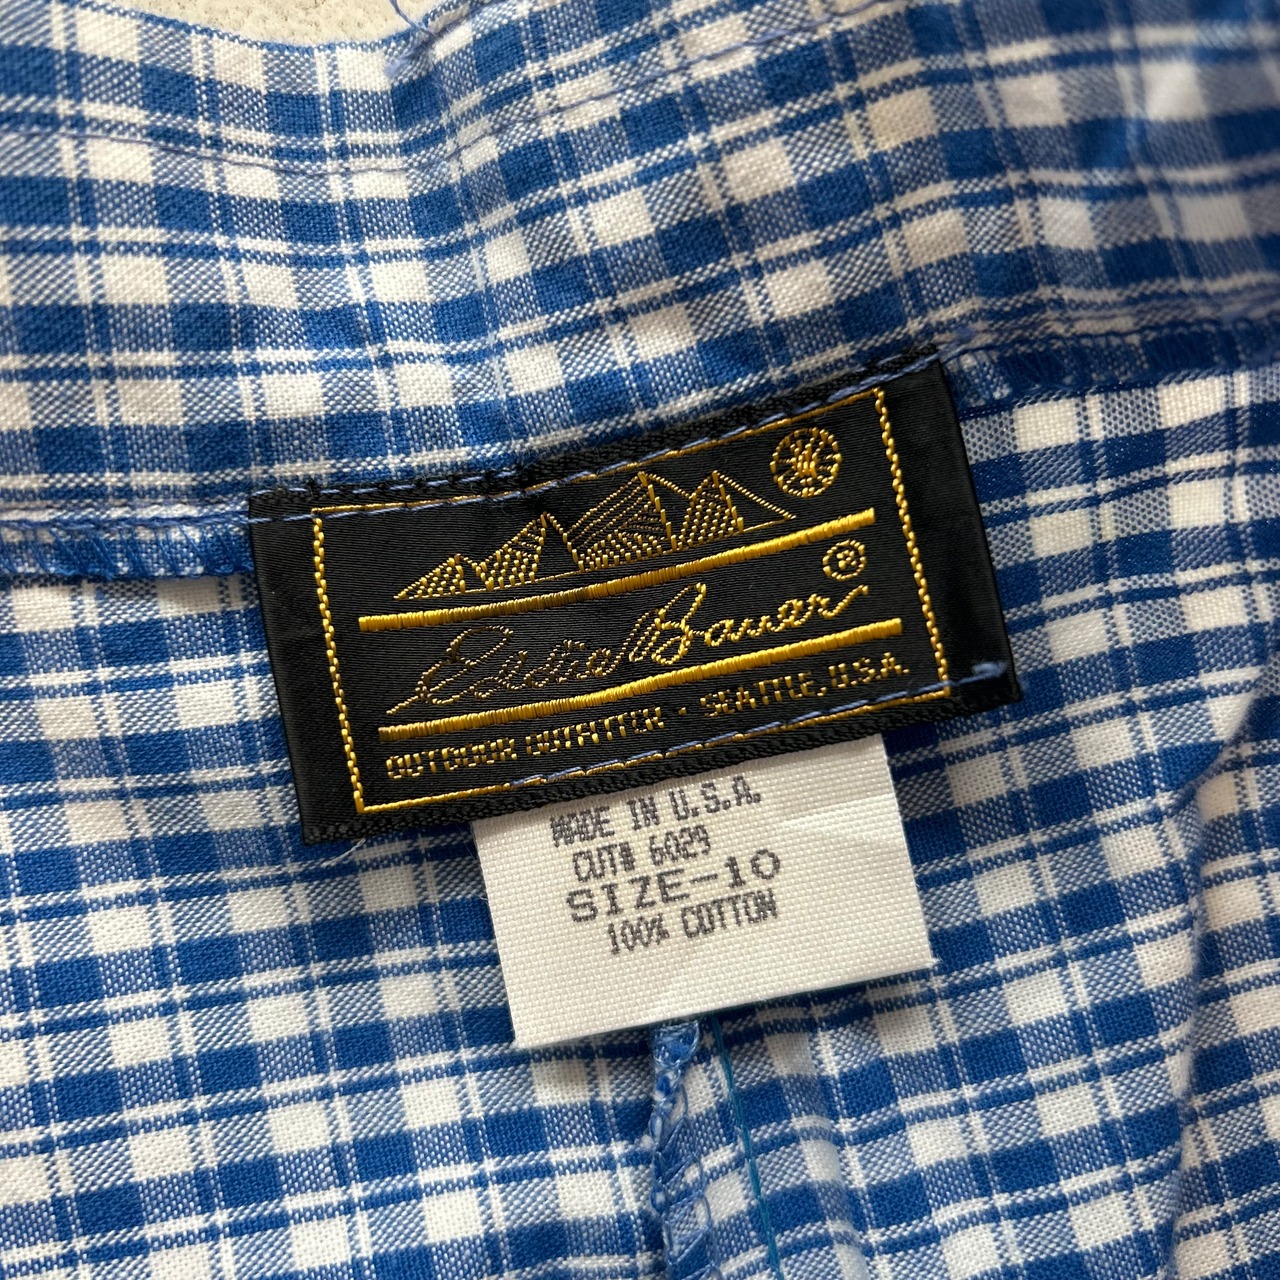 Eddie Bauer ®
OUTDOOR OUTFITTER · SEATTLE, U.S.A.
MADE IN U.S.A.
CUT# 6029
SIZE-10
100% COTTON